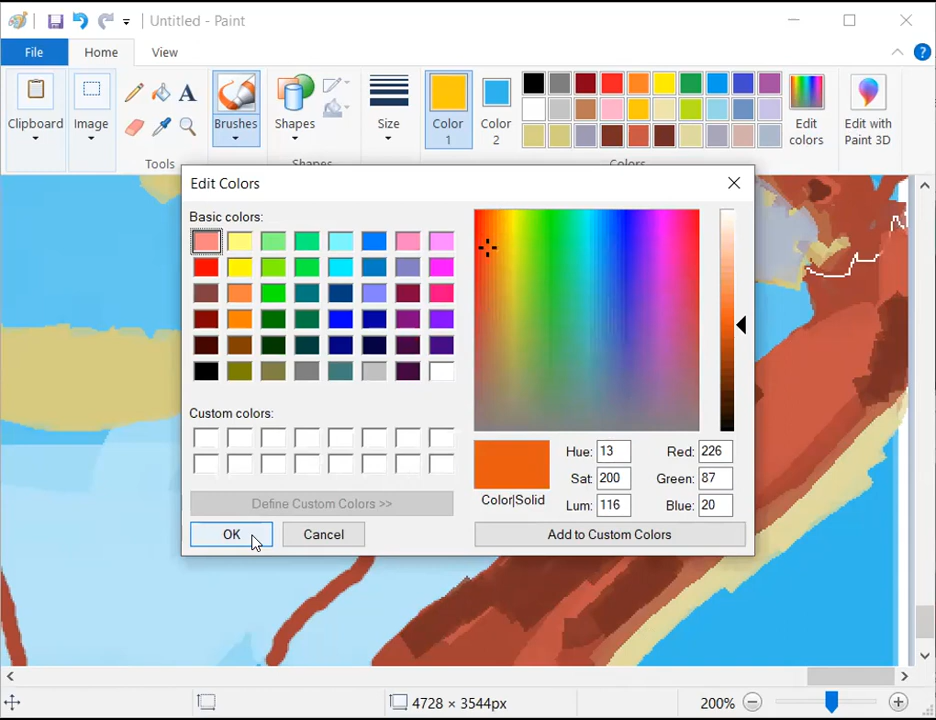 Untitled - Paint
File Home View
Clipboard Image Brushes Shapes Size Color 1 Color 2 Edit colors Edit with Paint 3D
Tools Shapes Colors
Edit Colors
Basic colors:
Custom colors:
Define Custom Colors >>
OK Cancel
Color|Solid
Hue: 13 Red: 226
Sat: 200 Green: 87
Lum: 116 Blue: 20
Add to Custom Colors
4728 × 3544px 200%